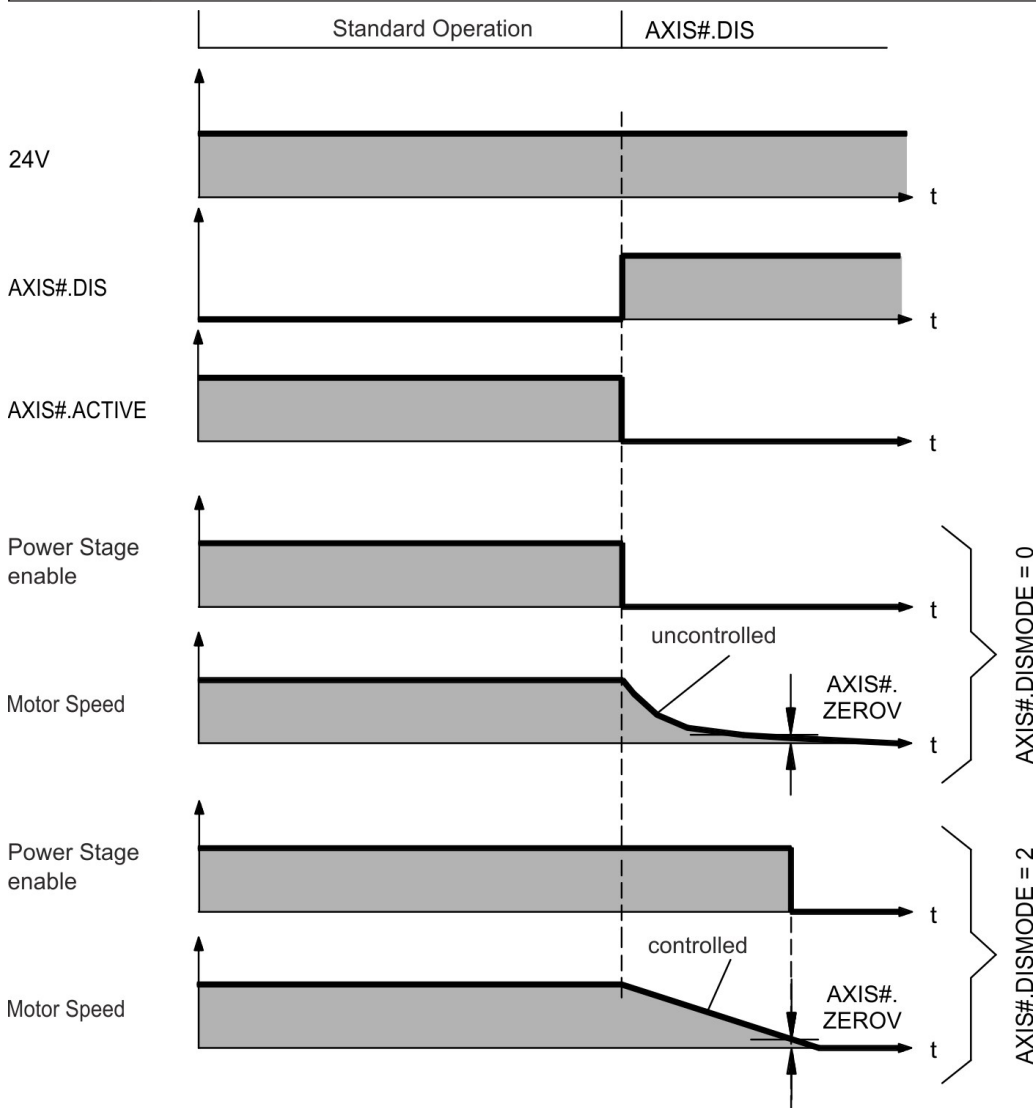 Standard Operation
AXIS#.DIS
24V
t
AXIS#.DIS
t
AXIS#.ACTIVE
t
Power Stage
enable
t
uncontrolled
Motor Speed
AXIS#.
ZEROV
t
AXIS#.DISMODE = 0
Power Stage
enable
t
controlled
Motor Speed
AXIS#.
ZEROV
t
AXIS#.DISMODE = 2